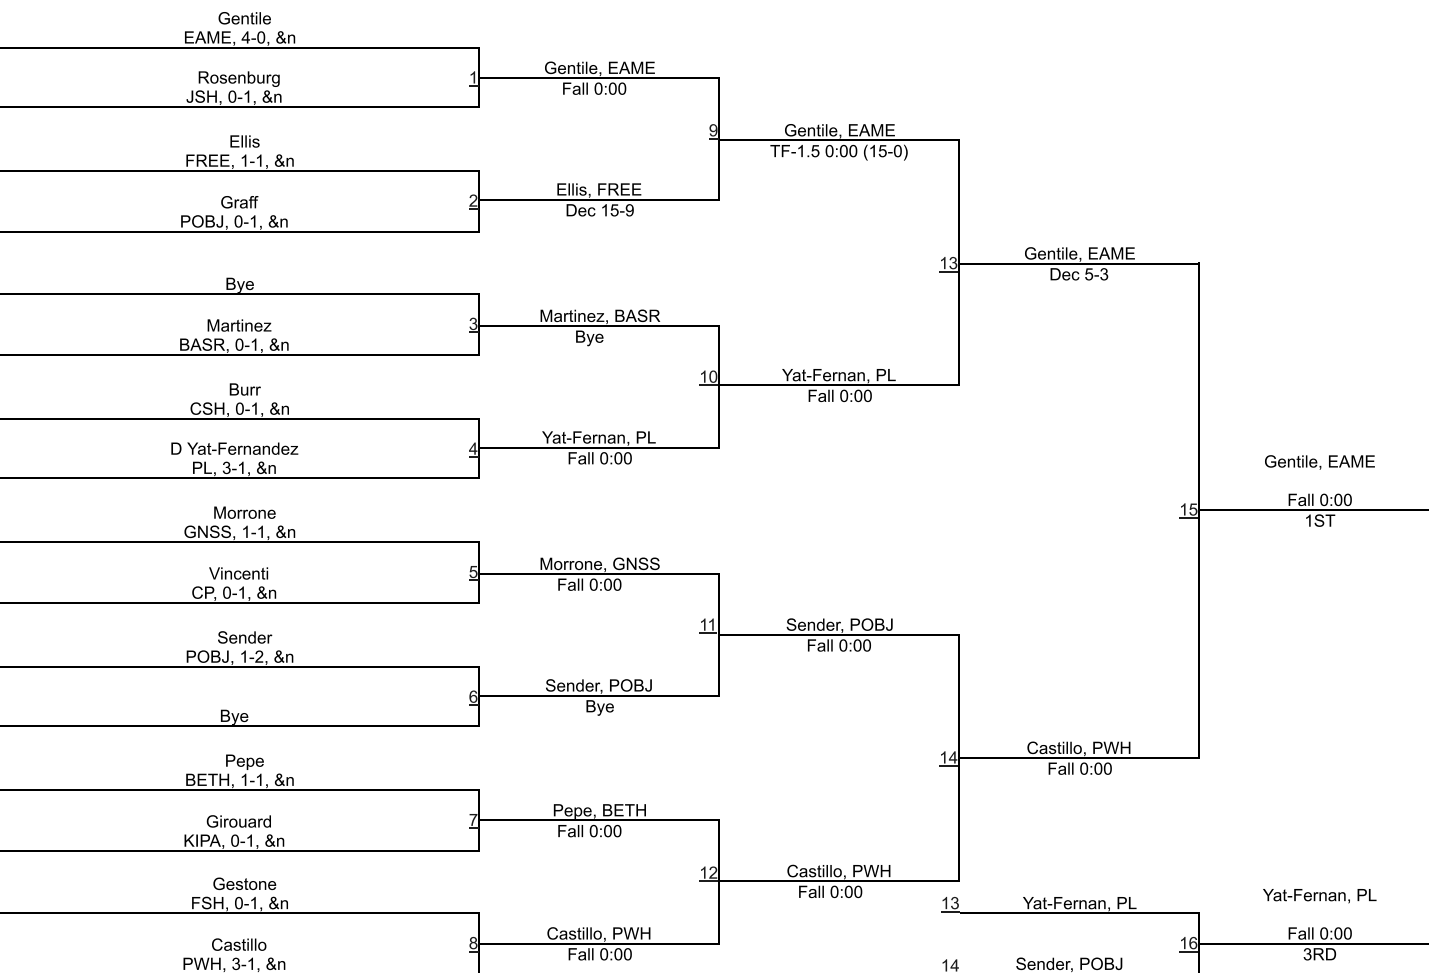 Gentile
EAME, 4-0, &n
Rosenburg
JSH, 0-1, &n
1
Gentile, EAME
Fall 0:00
Ellis
FREE, 1-1, &n
Graff
POBJ, 0-1, &n
2
Ellis, FREE
Dec 15-9
9
Gentile, EAME
TF-1.5 0:00 (15-0)
Bye
Martinez
BASR, 0-1, &n
3
Martinez, BASR
Bye
Burr
CSH, 0-1, &n
D Yat-Fernandez
PL, 3-1, &n
4
Yat-Fernan, PL
Fall 0:00
10
Yat-Fernan, PL
Fall 0:00
13
Gentile, EAME
Dec 5-3
Morrone
GNSS, 1-1, &n
Vincenti
CP, 0-1, &n
5
Morrone, GNSS
Fall 0:00
Sender
POBJ, 1-2, &n
Bye
6
Sender, POBJ
Bye
11
Sender, POBJ
Fall 0:00
Pepe
BETH, 1-1, &n
Girouard
KIPA, 0-1, &n
7
Pepe, BETH
Fall 0:00
Gestone
FSH, 0-1, &n
Castillo
PWH, 3-1, &n
8
Castillo, PWH
Fall 0:00
12
Castillo, PWH
Fall 0:00
14
Castillo, PWH
Fall 0:00
15
Gentile, EAME
Fall 0:00
1ST
13
Yat-Fernan, PL
14
Sender, POBJ
16
Yat-Fernan, PL
Fall 0:00
3RD